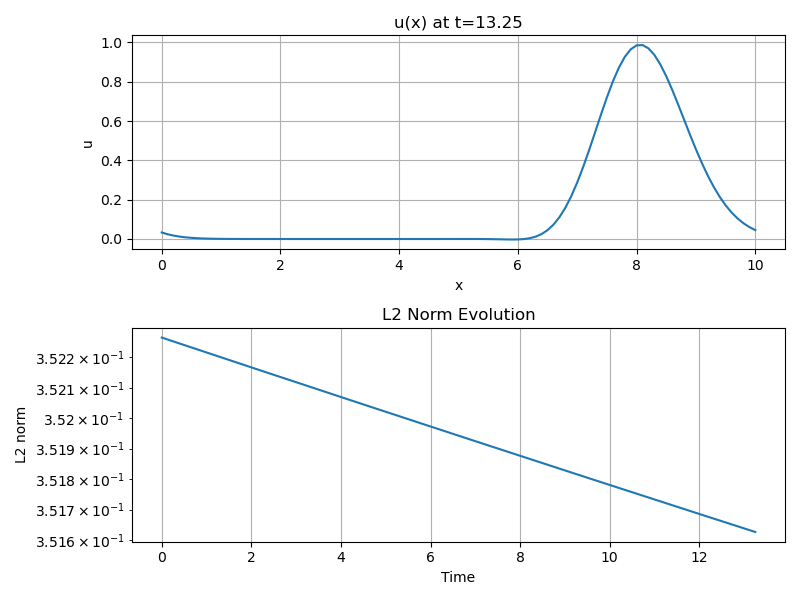 u(x) at t=13.25
1.0
0.8
0.6
0.4
0.2
0.0
u
0 2 4 6 8 10
x
L2 Norm Evolution
3.522 × 10⁻¹
3.521 × 10⁻¹
3.52 × 10⁻¹
3.519 × 10⁻¹
3.518 × 10⁻¹
3.517 × 10⁻¹
3.516 × 10⁻¹
L2 norm
0 2 4 6 8 10 12
Time